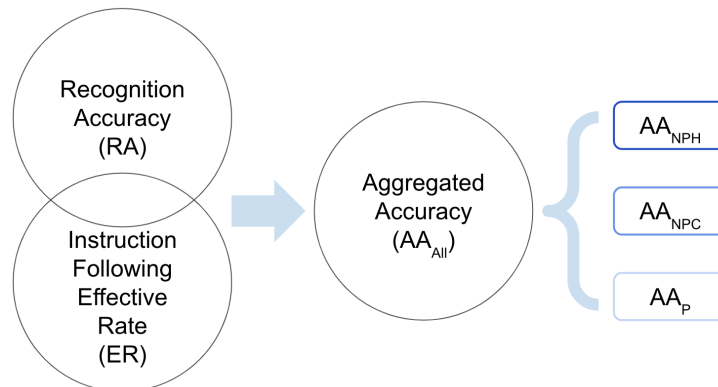 Recognition
Accuracy
(RA)
Instruction
Following
Effective
Rate
(ER)
Aggregated
Accuracy
(AA_All)
AA_NPH
AA_NPC
AA_P